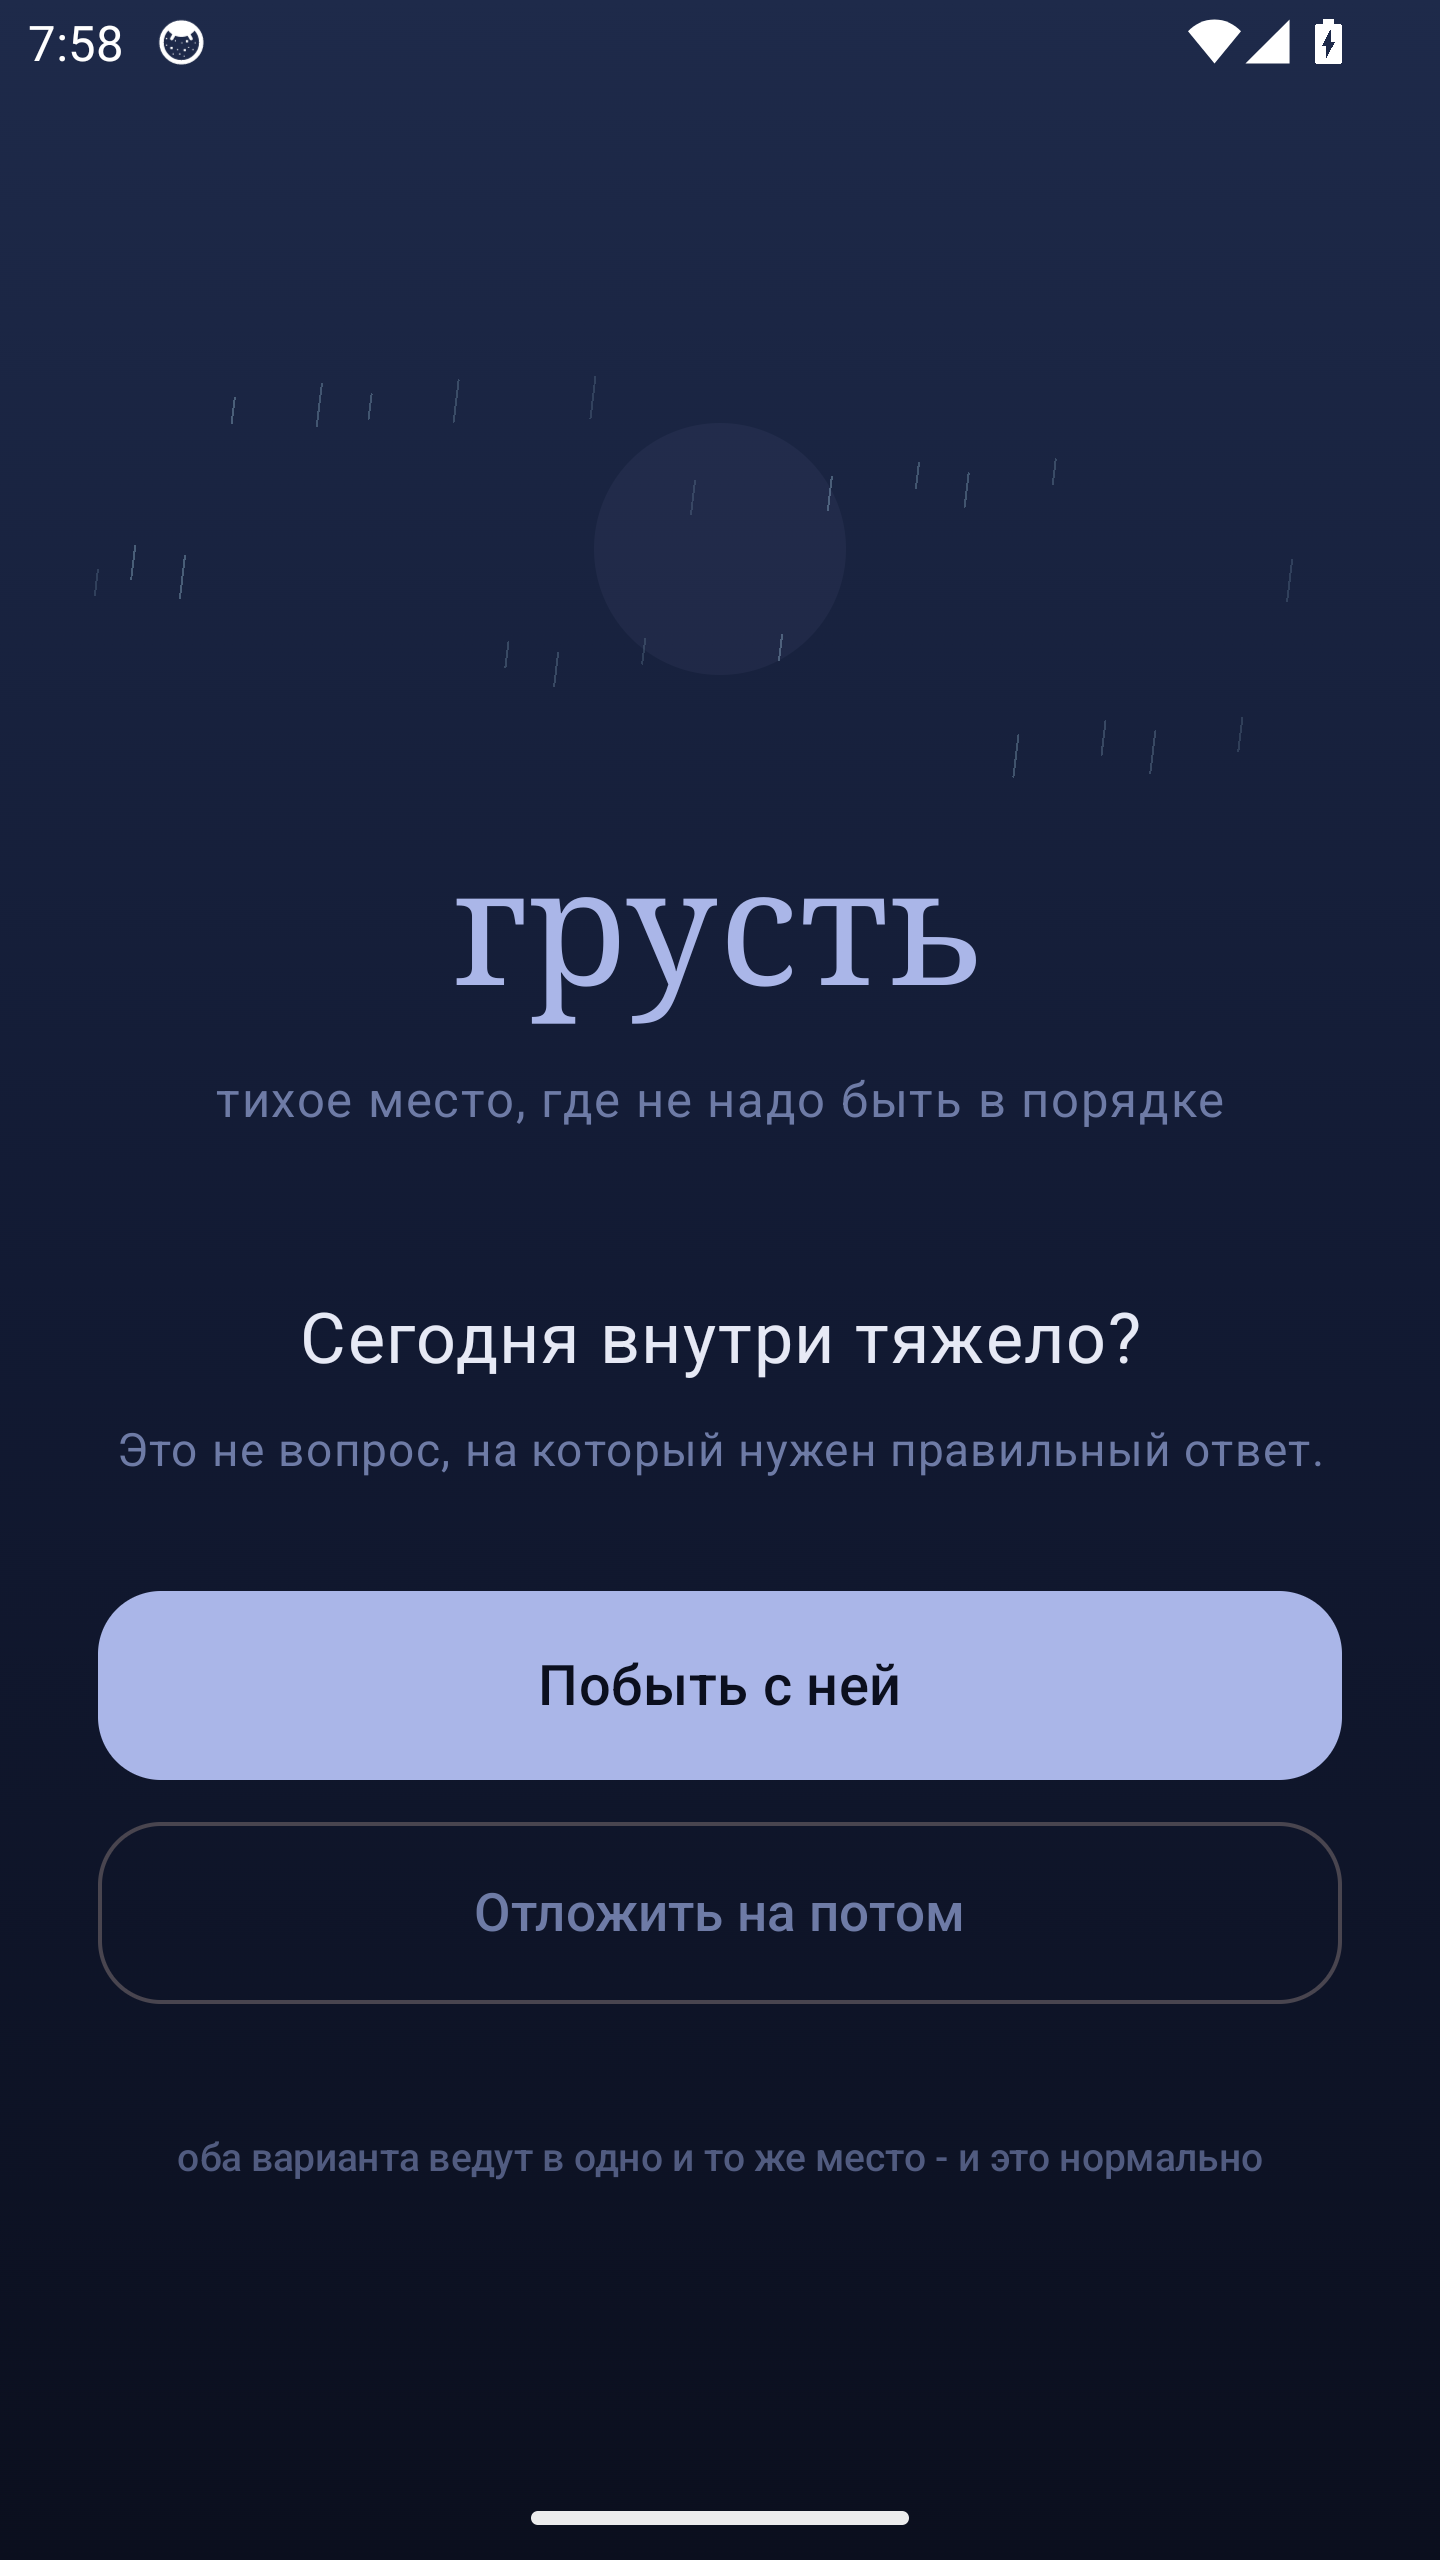 7:58
грусть
тихое место, где не надо быть в порядке
Сегодня внутри тяжело?
Это не вопрос, на который нужен правильный ответ.
Побыть с ней
Отложить на потом
оба варианта ведут в одно и то же место - и это нормально